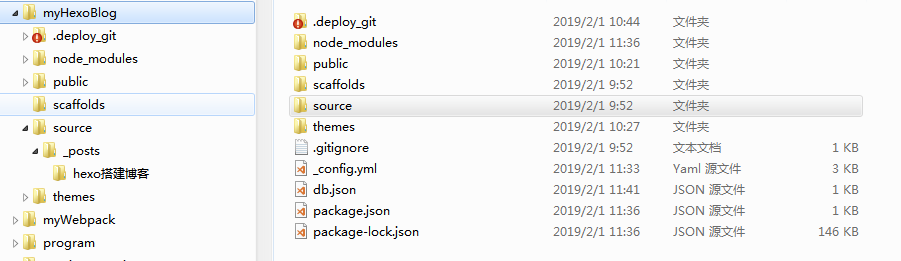 myHexoBlog
.deploy_git
node_modules
public
scaffolds
source
_posts
hexo搭建博客
themes
myWebpack
program
.deploy_git 2019/2/1 10:44 文件夹
node_modules 2019/2/1 11:36 文件夹
public 2019/2/1 10:21 文件夹
scaffolds 2019/2/1 9:52 文件夹
source 2019/2/1 9:52 文件夹
themes 2019/2/1 10:27 文件夹
.gitignore 2019/2/1 9:52 文本文档 1 KB
_config.yml 2019/2/1 11:33 Yaml 源文件 3 KB
db.json 2019/2/1 11:41 JSON 源文件 1 KB
package.json 2019/2/1 11:36 JSON 源文件 1 KB
package-lock.json 2019/2/1 11:36 JSON 源文件 146 KB